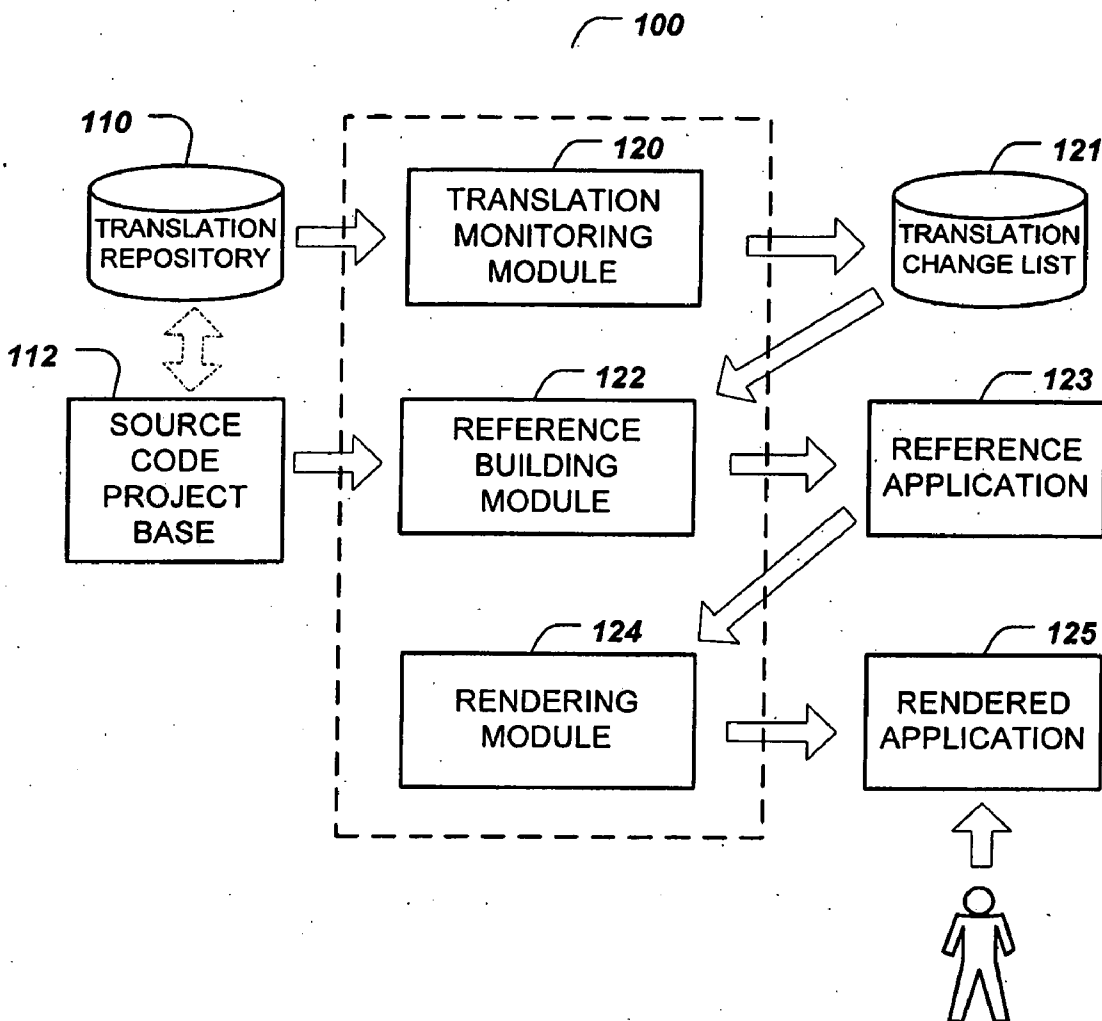 100
110
120
121
TRANSLATION
REPOSITORY
TRANSLATION
MONITORING
MODULE
TRANSLATION
CHANGE LIST
112
122
123
SOURCE
CODE
PROJECT
BASE
REFERENCE
BUILDING
MODULE
REFERENCE
APPLICATION
124
125
RENDERING
MODULE
RENDERED
APPLICATION